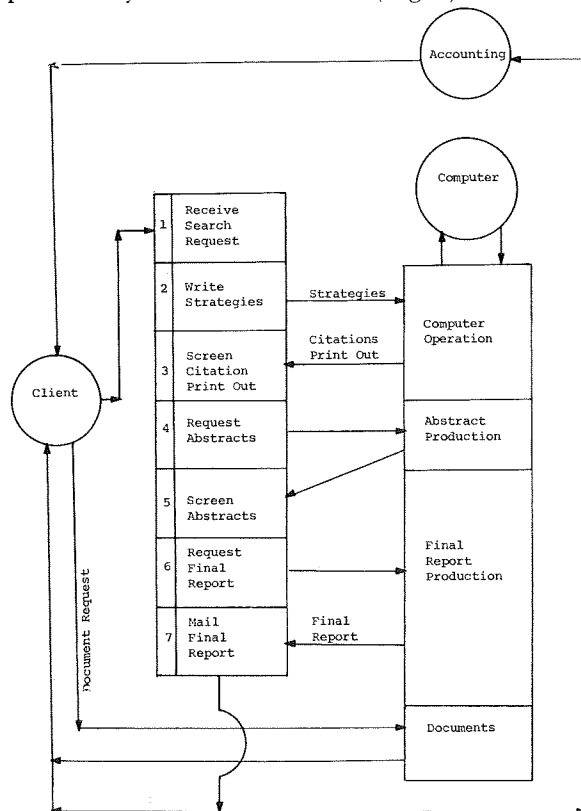 Accounting
Computer
1
Receive
Search
Request
2
Write
Strategies
Strategies
Computer
Operation
Citations
Print Out
3
Screen
Citation
Print Out
Client
4
Request
Abstracts
Abstract
Production
5
Screen
Abstracts
6
Request
Final
Report
Final
Report
Production
7
Mail
Final
Report
Final
Report
Document Request
Documents